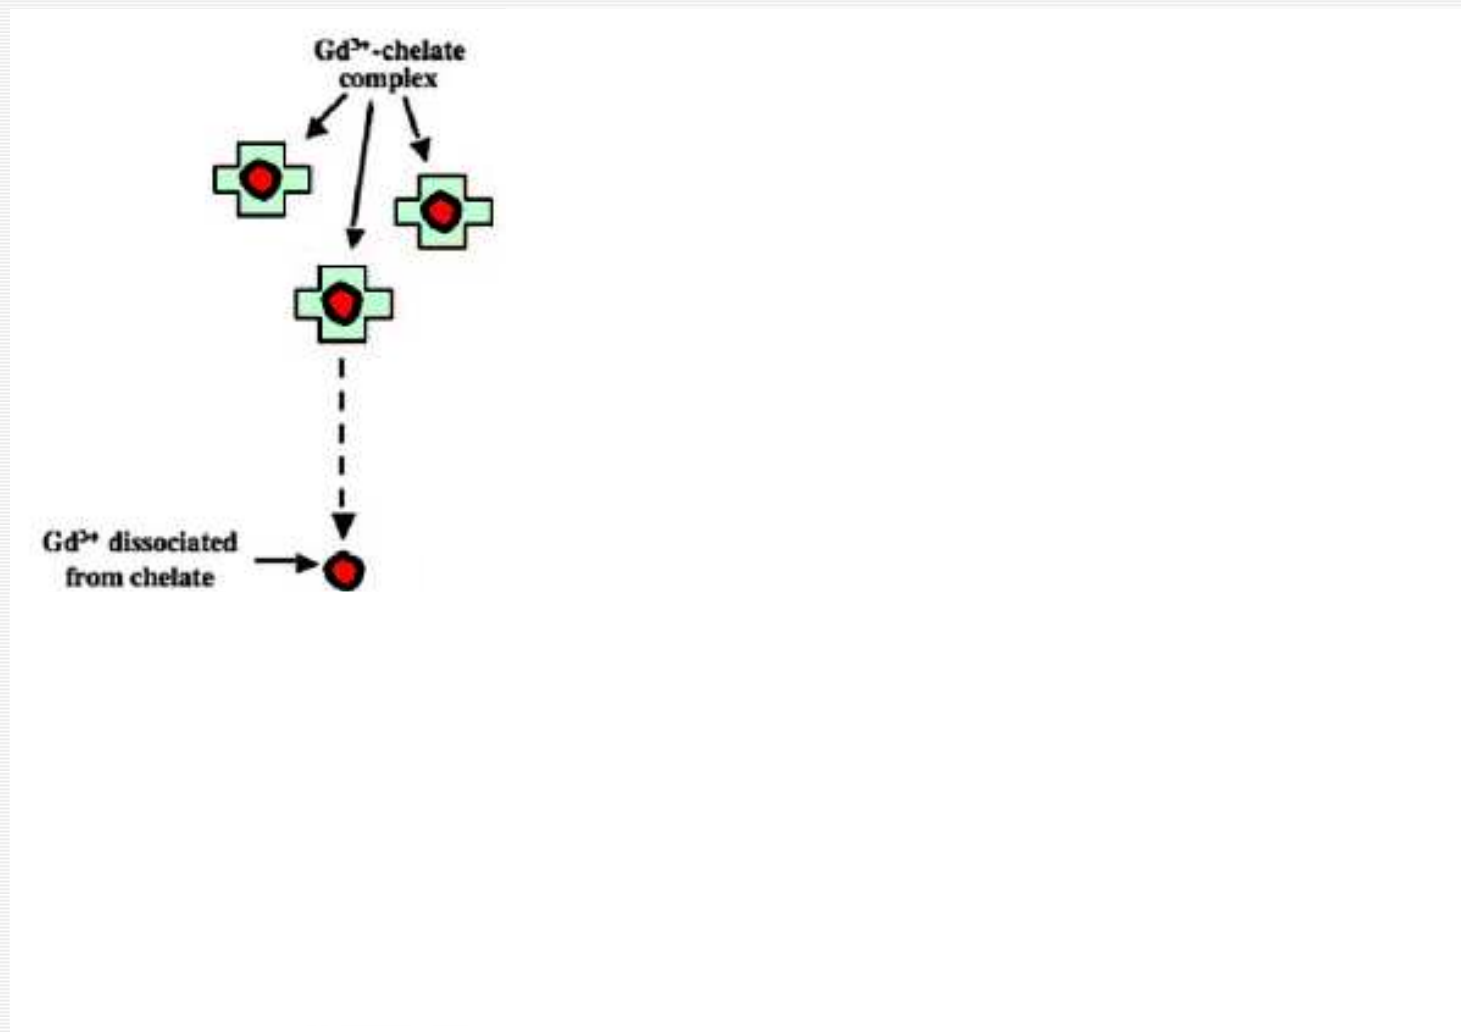 Gd³⁺-chelate
complex
Gd³⁺ dissociated
from chelate